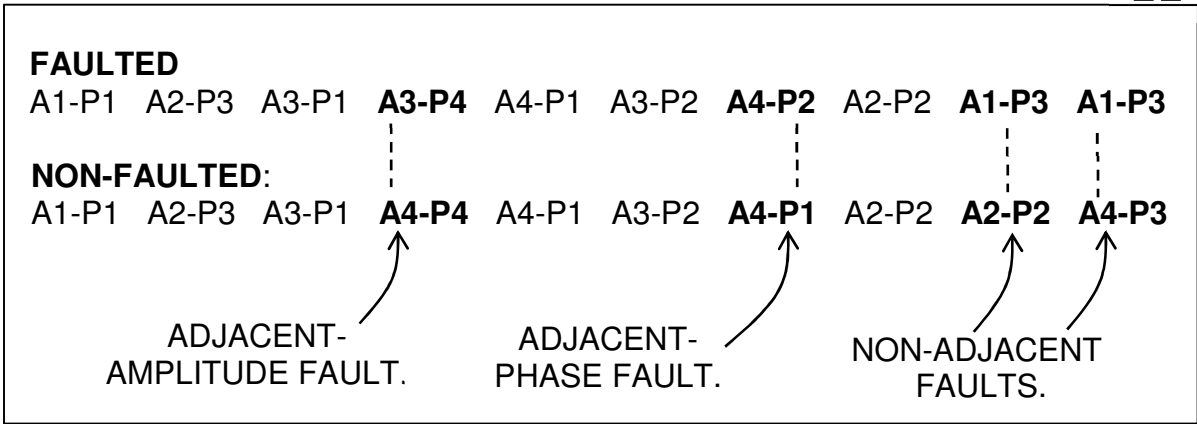 FAULTED
A1-P1 A2-P3 A3-P1 A3-P4 A4-P1 A3-P2 A4-P2 A2-P2 A1-P3 A1-P3
NON-FAULTED:
A1-P1 A2-P3 A3-P1 A4-P4 A4-P1 A3-P2 A4-P1 A2-P2 A2-P2 A4-P3
ADJACENT-
AMPLITUDE FAULT.
ADJACENT-
PHASE FAULT.
NON-ADJACENT
FAULTS.